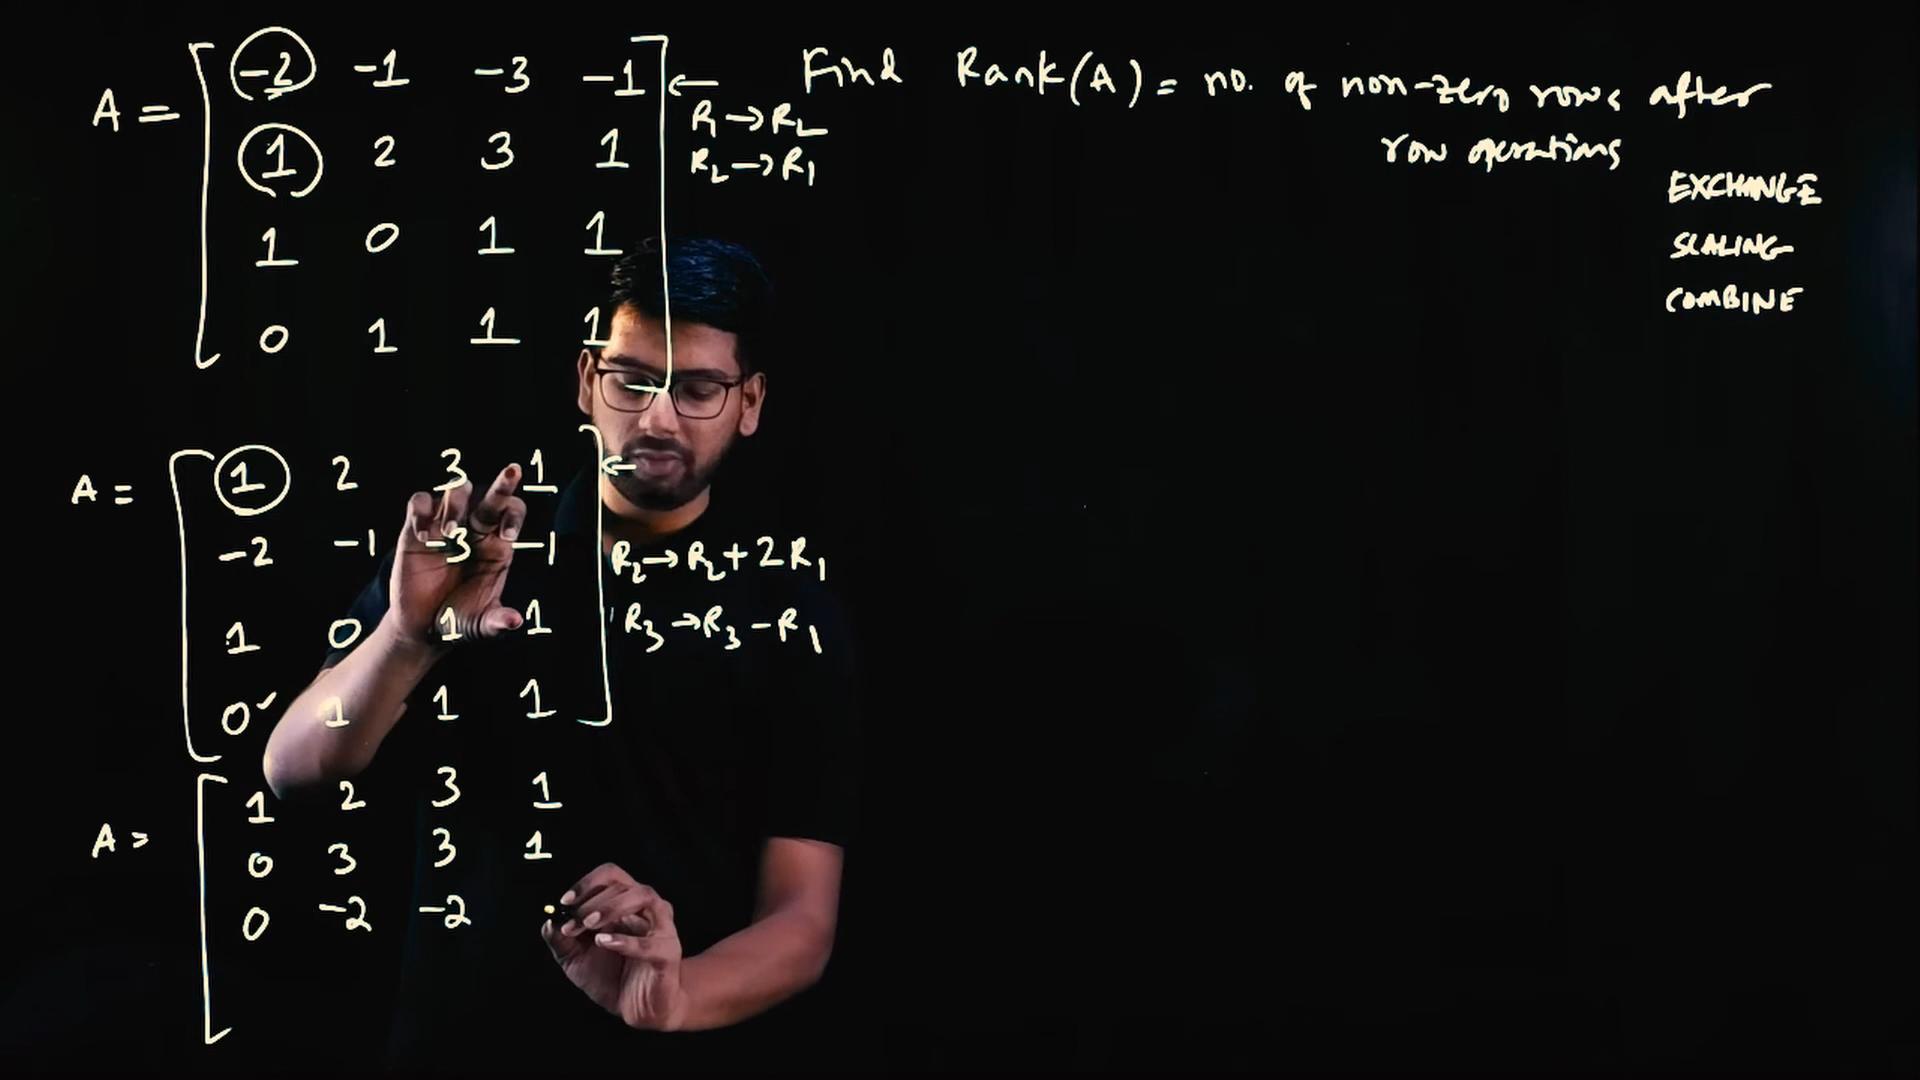 A = [ -2 -1 -3 -1 ] ←
1 2 3 1
1 0 1 1
0 1 1 1
R1 → R2
R2 → R1
Find Rank(A) = no. of non-zero rows after
row operations
EXCHANGE
SCALING
COMBINE
A = [ 1 2 3 1 ] ←
-2 -1 -3 -1 R2 → R2 + 2R1
1 0 1 1 R3 → R3 - R1
0 ✓ 1 1 1
A = [ 1 2 3 1
0 3 3 1
0 -2 -2